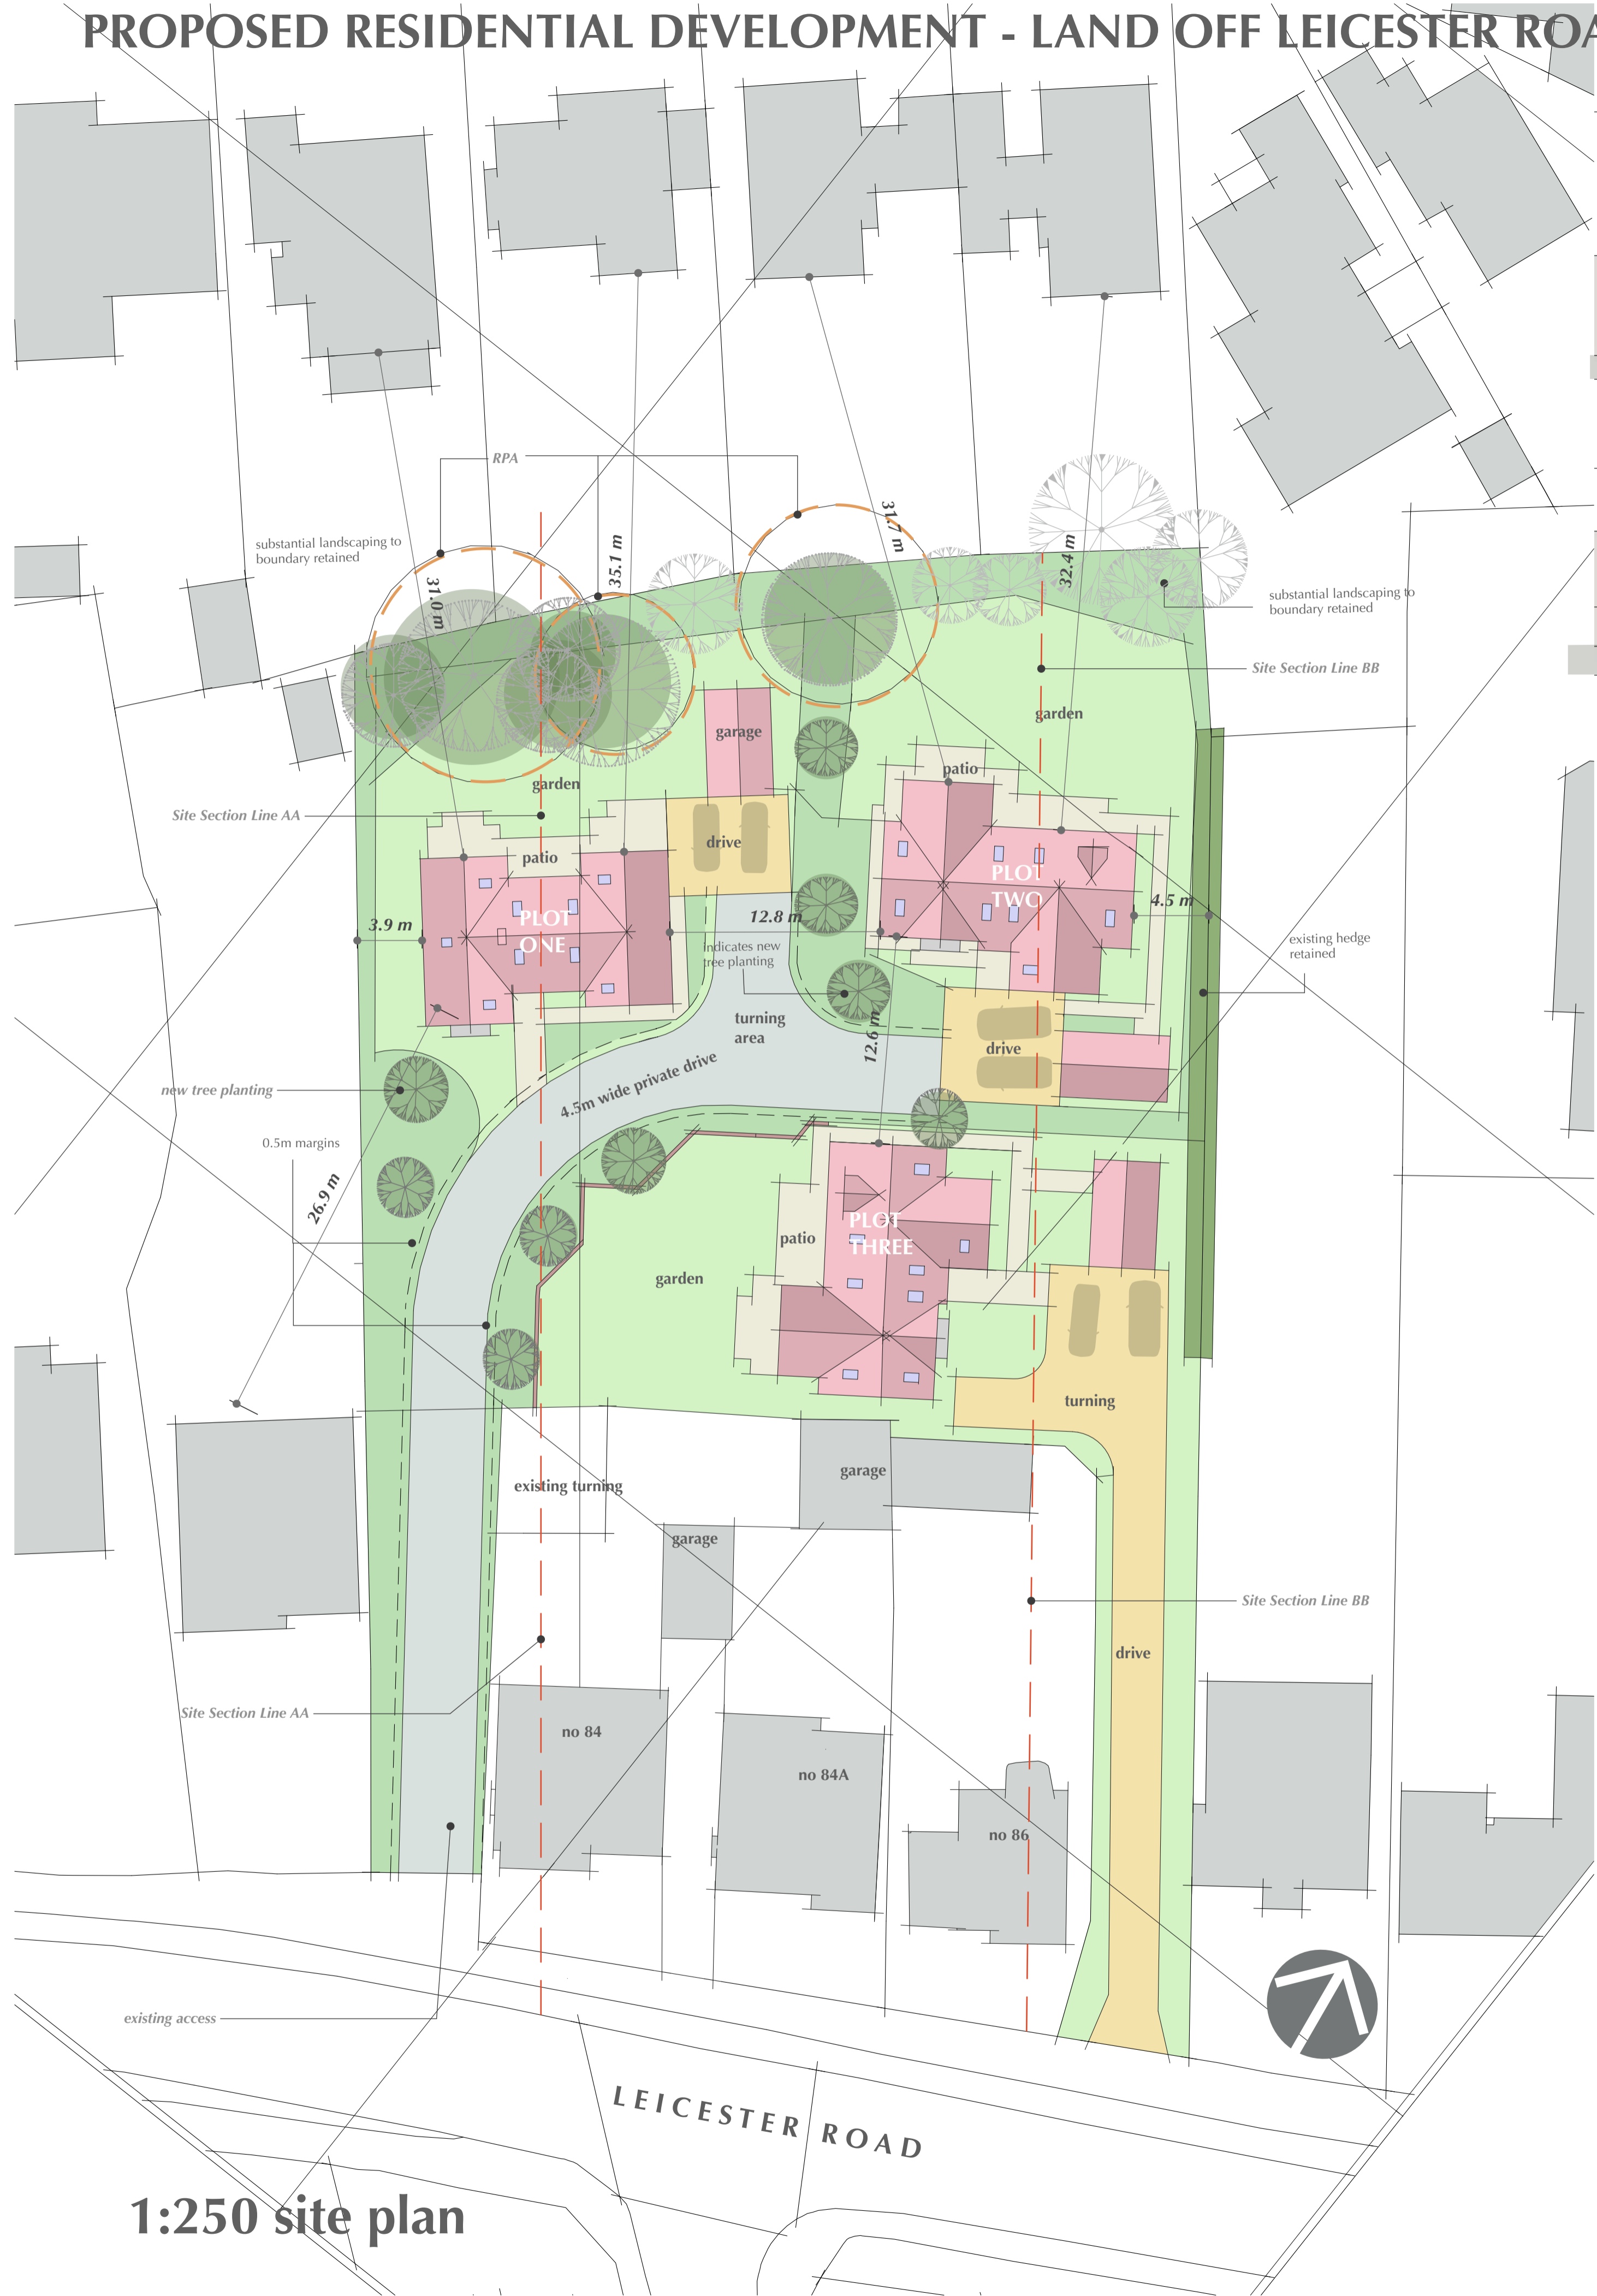 PROPOSED RESIDENTIAL DEVELOPMENT - LAND OFF LEICESTER ROA
RPA
substantial landscaping to
boundary retained
31.0 m
35.1 m
31.7 m
32.4 m
substantial landscaping to
boundary retained
Site Section Line BB
garden
garage
patio
garden
Site Section Line AA
drive
patio
PLOT
TWO
PLOT
ONE
3.9 m
12.8 m
4.5 m
indicates new
tree planting
existing hedge
retained
turning
area
12.6 m
drive
4.5m wide private drive
new tree planting
0.5m margins
26.9 m
PLOT
THREE
patio
garden
turning
garage
existing turning
garage
Site Section Line BB
drive
Site Section Line AA
no 84
no 84A
no 86
existing access
LEICESTER ROAD
1:250 site plan